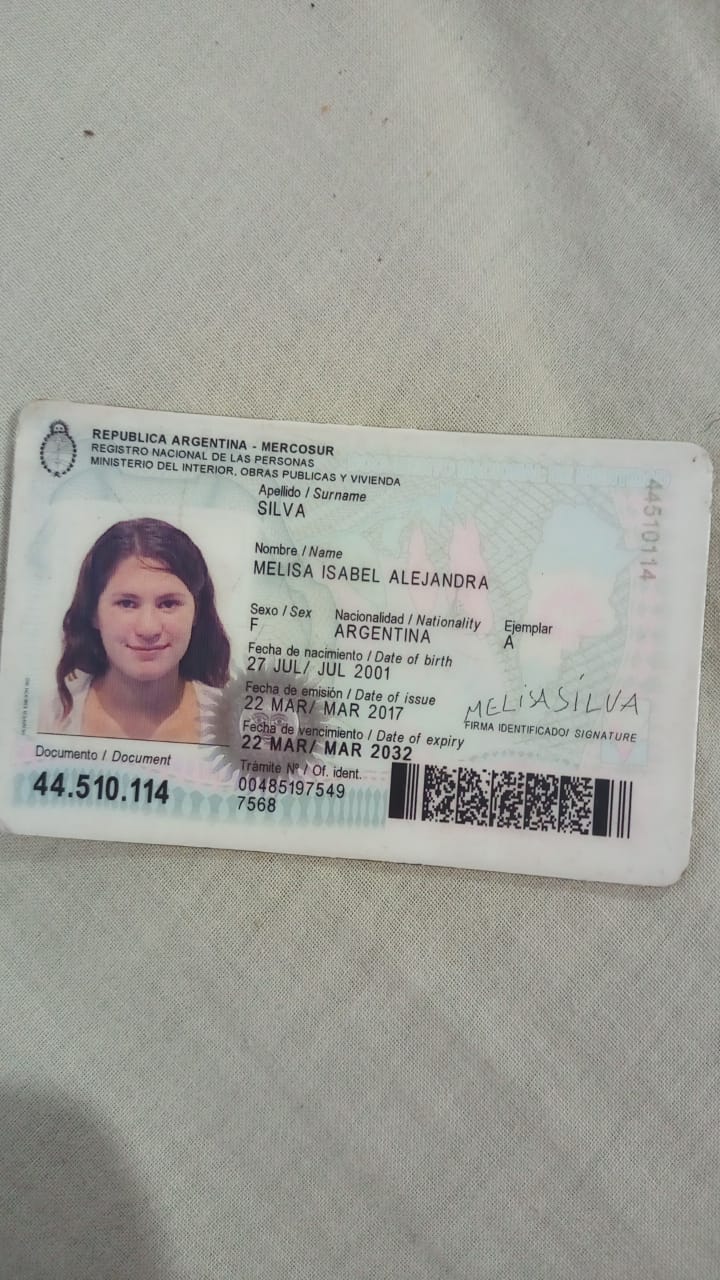 REPUBLICA ARGENTINA - MERCOSUR
REGISTRO NACIONAL DE LAS PERSONAS
MINISTERIO DEL INTERIOR, OBRAS PUBLICAS Y VIVIENDA
Apellido / Surname
SILVA
Nombre / Name
MELISA ISABEL ALEJANDRA
Sexo / Sex Nacionalidad / Nationality Ejemplar
F ARGENTINA A
Fecha de nacimiento / Date of birth
27 JUL/ JUL 2001
Fecha de emisión / Date of issue
22 MAR/ MAR 2017
MELISA SILVA
FIRMA IDENTIFICADO/ SIGNATURE
Fecha de vencimiento / Date of expiry
22 MAR/ MAR 2032
Documento / Document
44.510.114
Trámite Nº / Of. ident.
00485197549
7568
44510114